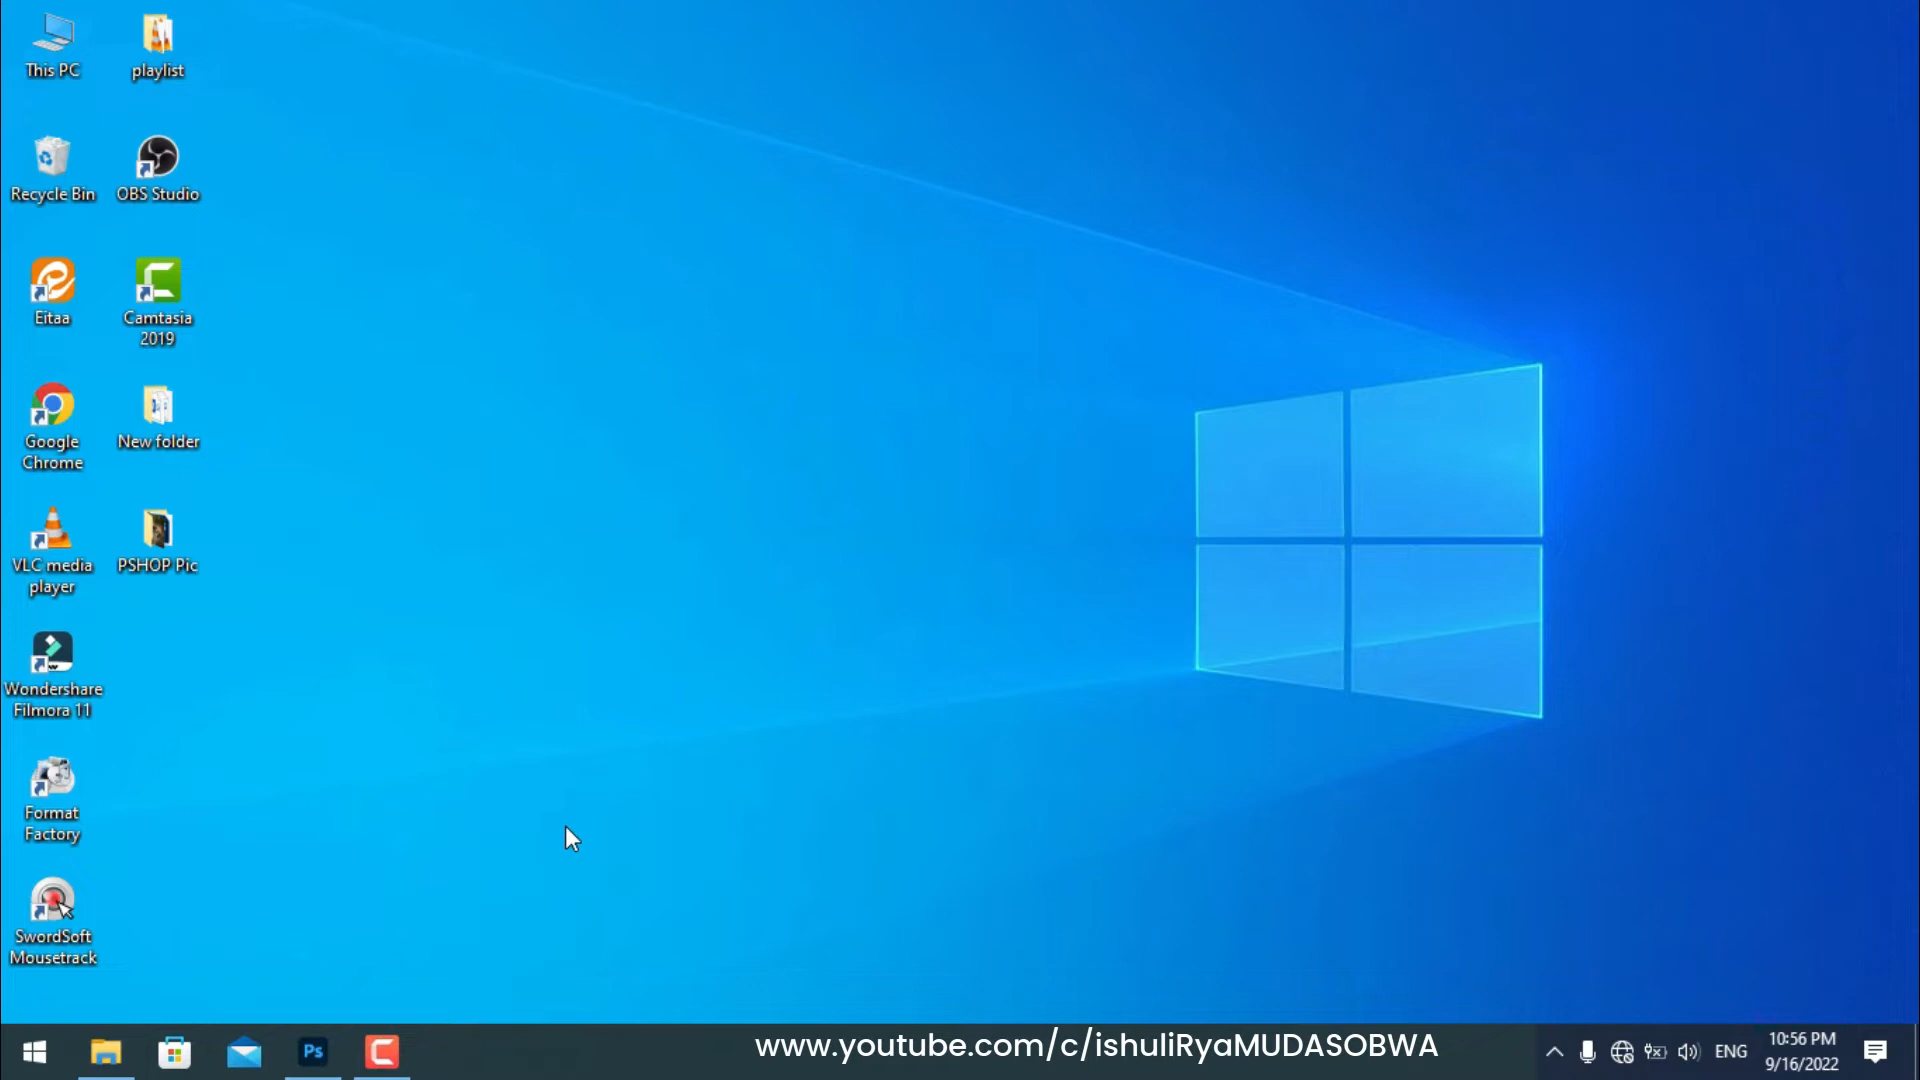 This PC
playlist
Recycle Bin
OBS Studio
Eitaa
Camtasia
2019
Google
Chrome
New folder
VLC media
player
PSHOP Pic
Wondershare
Filmora 11
Format
Factory
SwordSoft
Mousetrack
Ps
www.youtube.com/c/ishuliRyaMUDASOBWA
ENG
10:56 PM
9/16/2022